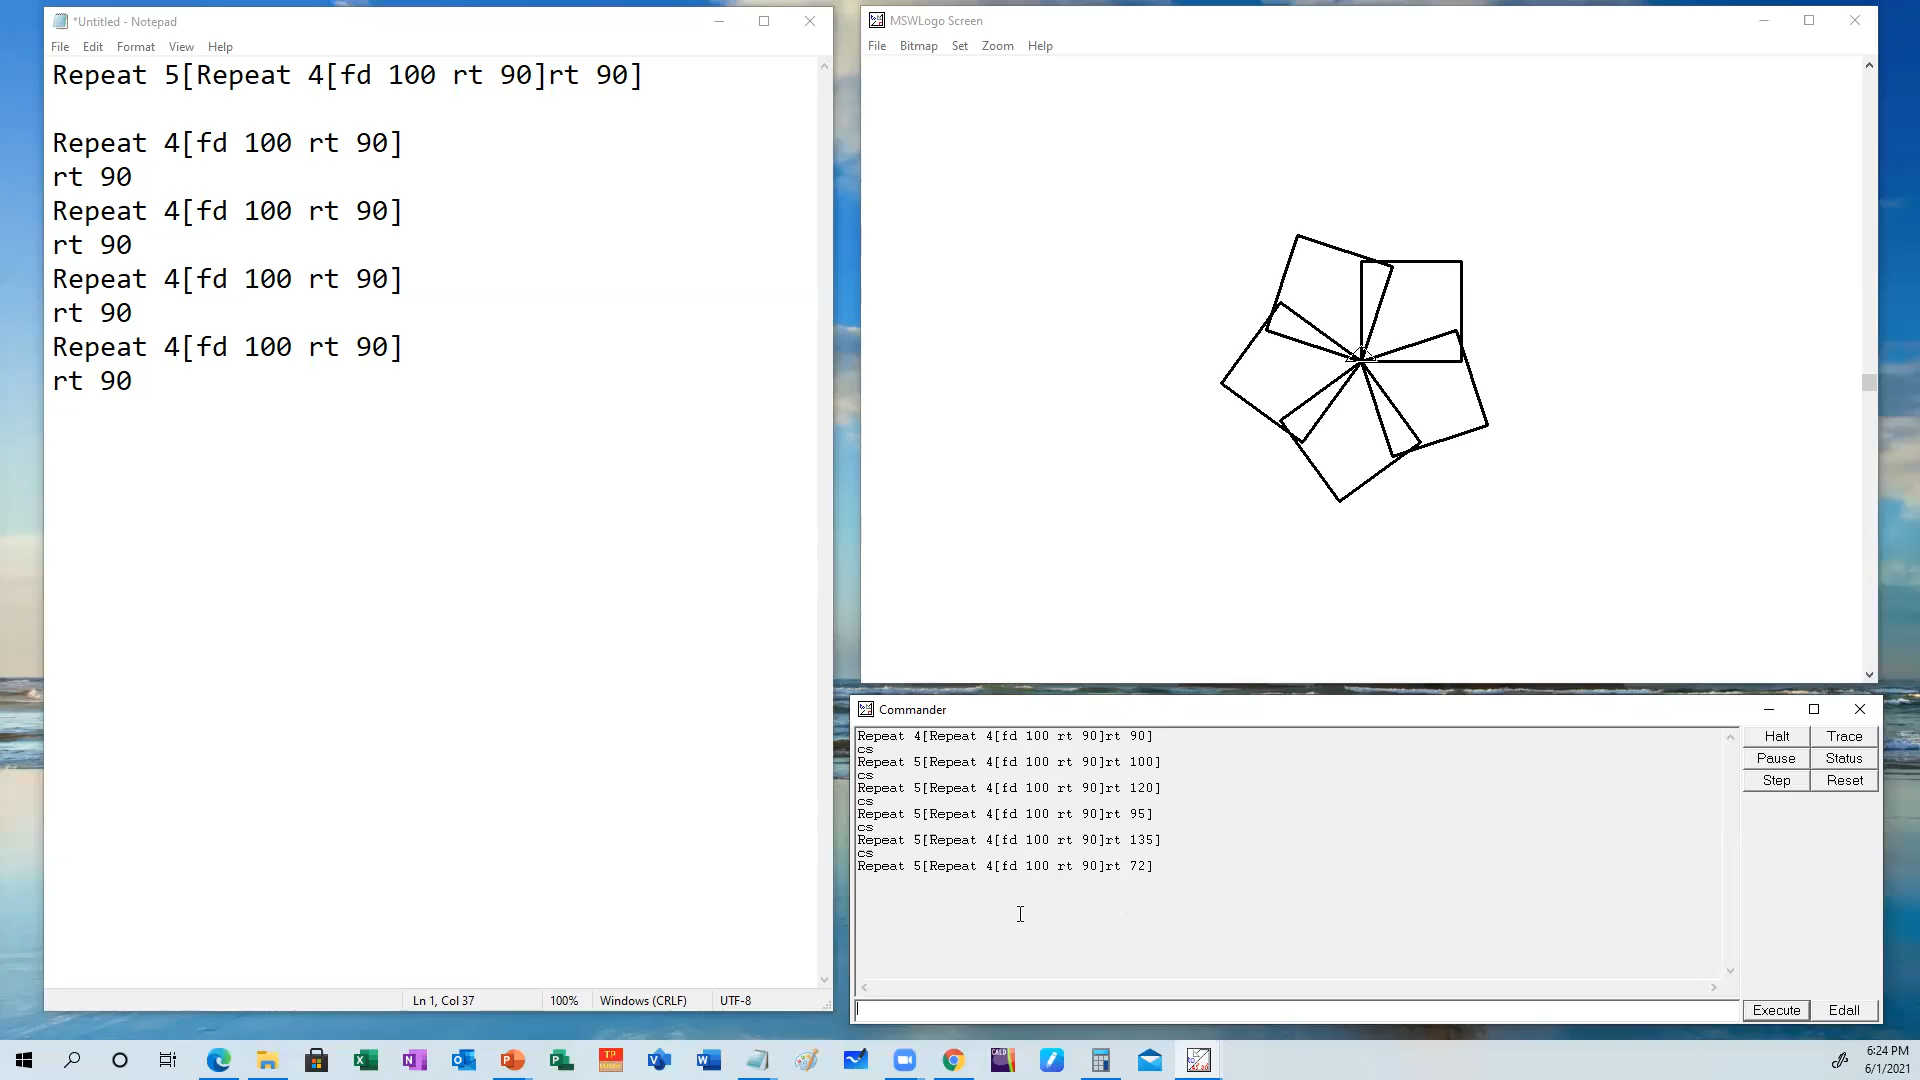 *Untitled - Notepad
File Edit Format View Help
Repeat 5[Repeat 4[fd 100 rt 90]rt 90]
Repeat 4[fd 100 rt 90]
rt 90
Repeat 4[fd 100 rt 90]
rt 90
Repeat 4[fd 100 rt 90]
rt 90
Repeat 4[fd 100 rt 90]
rt 90
Ln 1, Col 37 100% Windows (CRLF) UTF-8
MSWLogo Screen
File Bitmap Set Zoom Help
Commander
Repeat 4[Repeat 4[fd 100 rt 90]rt 90]
cs
Repeat 5[Repeat 4[fd 100 rt 90]rt 100]
cs
Repeat 5[Repeat 4[fd 100 rt 90]rt 120]
cs
Repeat 5[Repeat 4[fd 100 rt 90]rt 95]
cs
Repeat 5[Repeat 4[fd 100 rt 90]rt 135]
cs
Repeat 5[Repeat 4[fd 100 rt 90]rt 72]
Halt Trace
Pause Status
Step Reset
Execute Edall
6:24 PM
6/1/2021